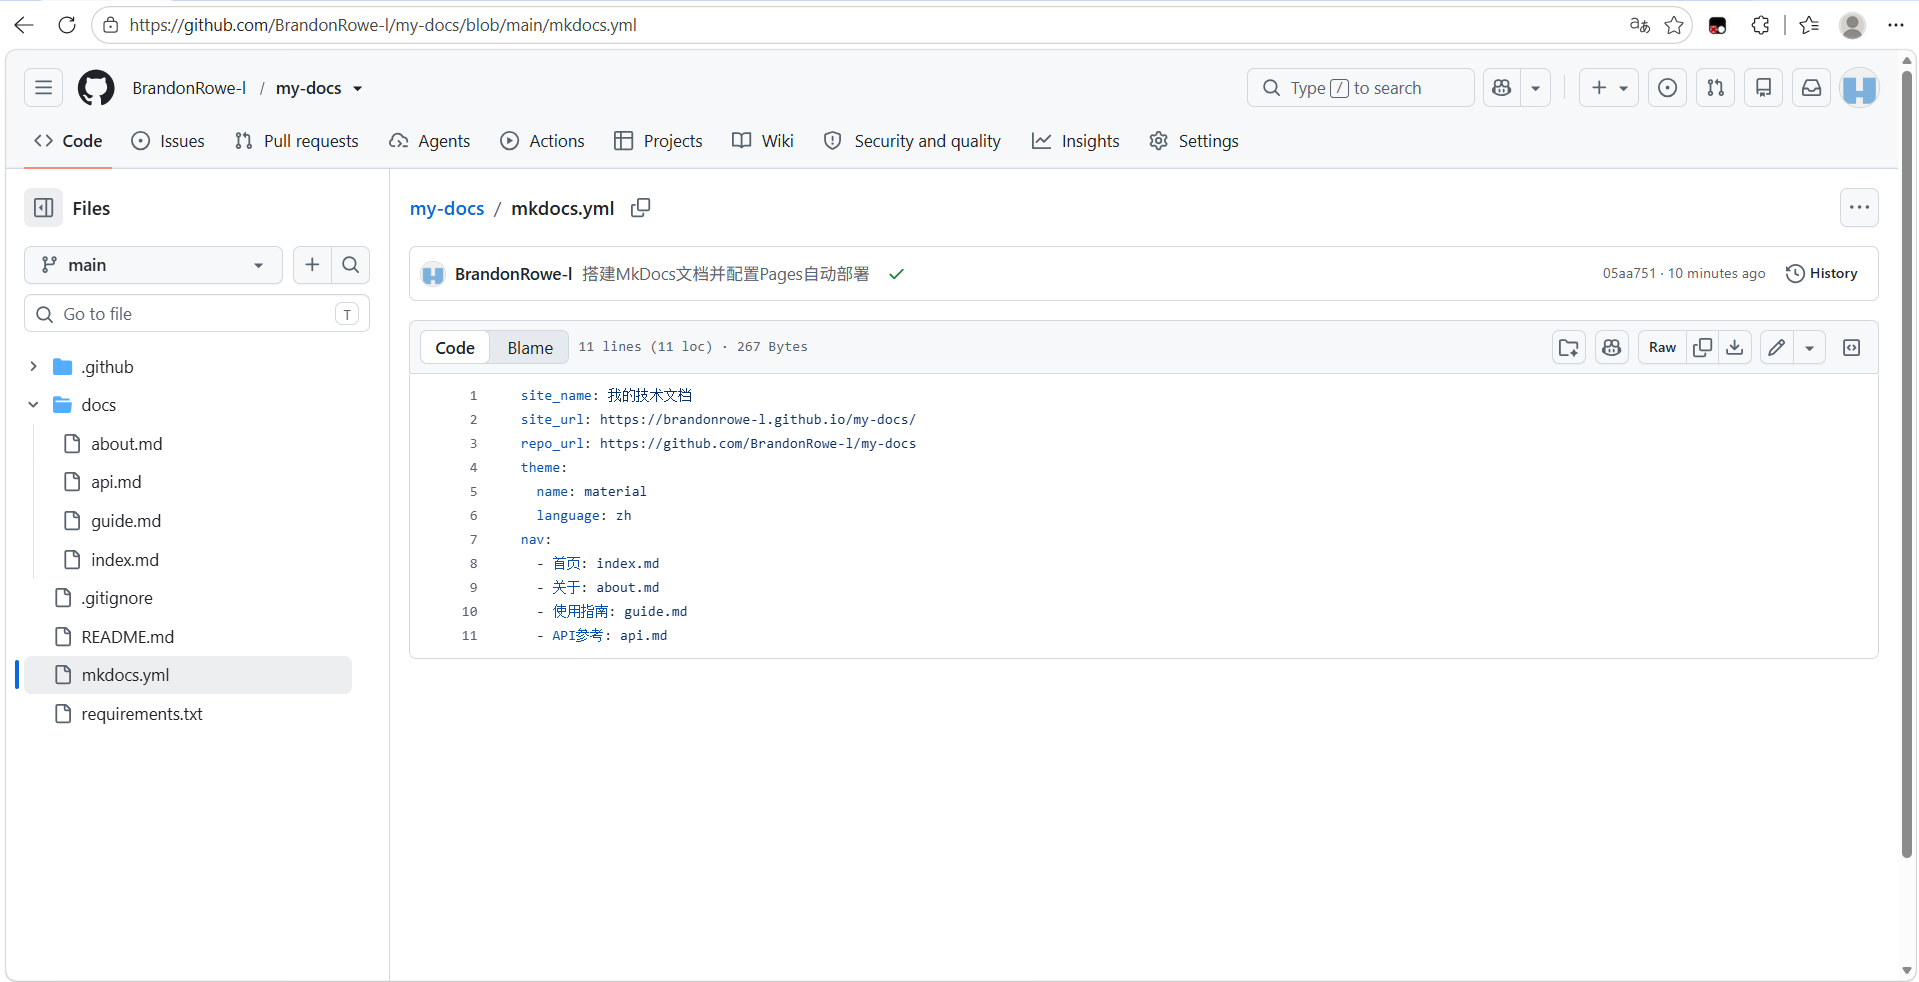 https://github.com/BrandonRowe-l/my-docs/blob/main/mkdocs.yml
BrandonRowe-l / my-docs
Type / to search
Code
Issues
Pull requests
Agents
Actions
Projects
Wiki
Security and quality
Insights
Settings
Files
main
Go to file
T
.github
docs
about.md
api.md
guide.md
index.md
.gitignore
README.md
mkdocs.yml
requirements.txt
my-docs / mkdocs.yml
BrandonRowe-l 搭建MkDocs文档并配置Pages自动部署
05aa751 · 10 minutes ago
History
Code
Blame
11 lines (11 loc) · 267 Bytes
Raw
1 site_name: 我的技术文档
2 site_url: https://brandonrowe-l.github.io/my-docs/
3 repo_url: https://github.com/BrandonRowe-l/my-docs
4 theme:
5 name: material
6 language: zh
7 nav:
8 - 首页: index.md
9 - 关于: about.md
10 - 使用指南: guide.md
11 - API参考: api.md